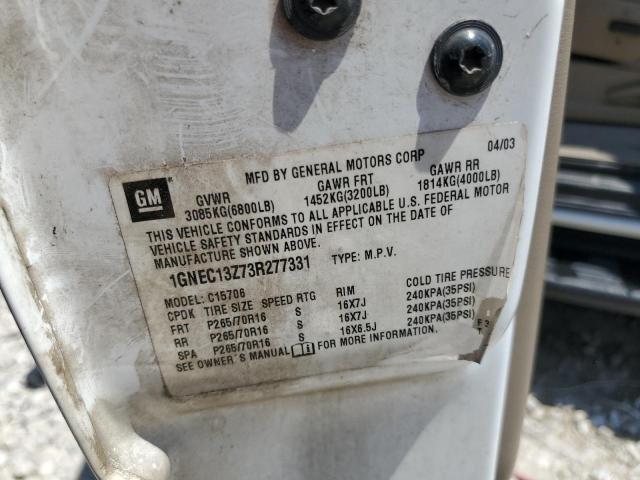 GM
MFD BY GENERAL MOTORS CORP 04/03
GVWR GAWR FRT GAWR RR
3085KG(6800LB) 1452KG(3200LB) 1814KG(4000LB)
THIS VEHICLE CONFORMS TO ALL APPLICABLE U.S. FEDERAL MOTOR
VEHICLE SAFETY STANDARDS IN EFFECT ON THE DATE OF
MANUFACTURE SHOWN ABOVE.
1GNEC13Z73R277331 TYPE: M.P.V.
MODEL: C15706
CPDK TIRE SIZE SPEED RTG RIM COLD TIRE PRESSURE
FRT P265/70R16 S 16X7J 240KPA(35PSI)
RR P265/70R16 S 16X7J 240KPA(35PSI)
SPA P265/70R16 S 16X6.5J 240KPA(35PSI)
SEE OWNER'S MANUAL FOR MORE INFORMATION.